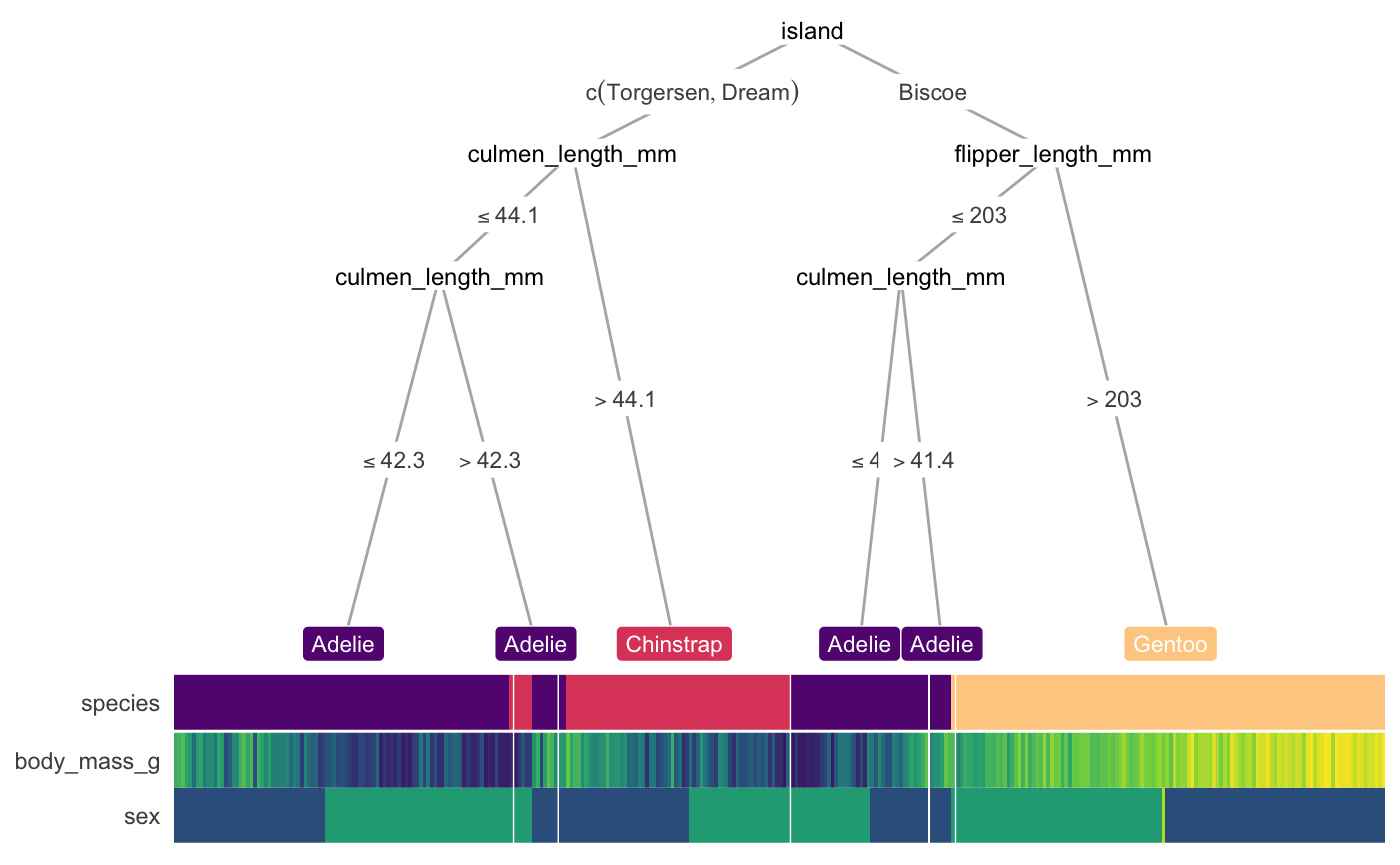 island
c(Torgersen, Dream) Biscoe
culmen_length_mm flipper_length_mm
≤ 44.1 ≤ 203
culmen_length_mm culmen_length_mm
> 44.1 > 203
≤ 42.3 > 42.3 ≤ 4 > 41.4
Adelie Adelie Chinstrap Adelie Adelie Gentoo
species
body_mass_g
sex